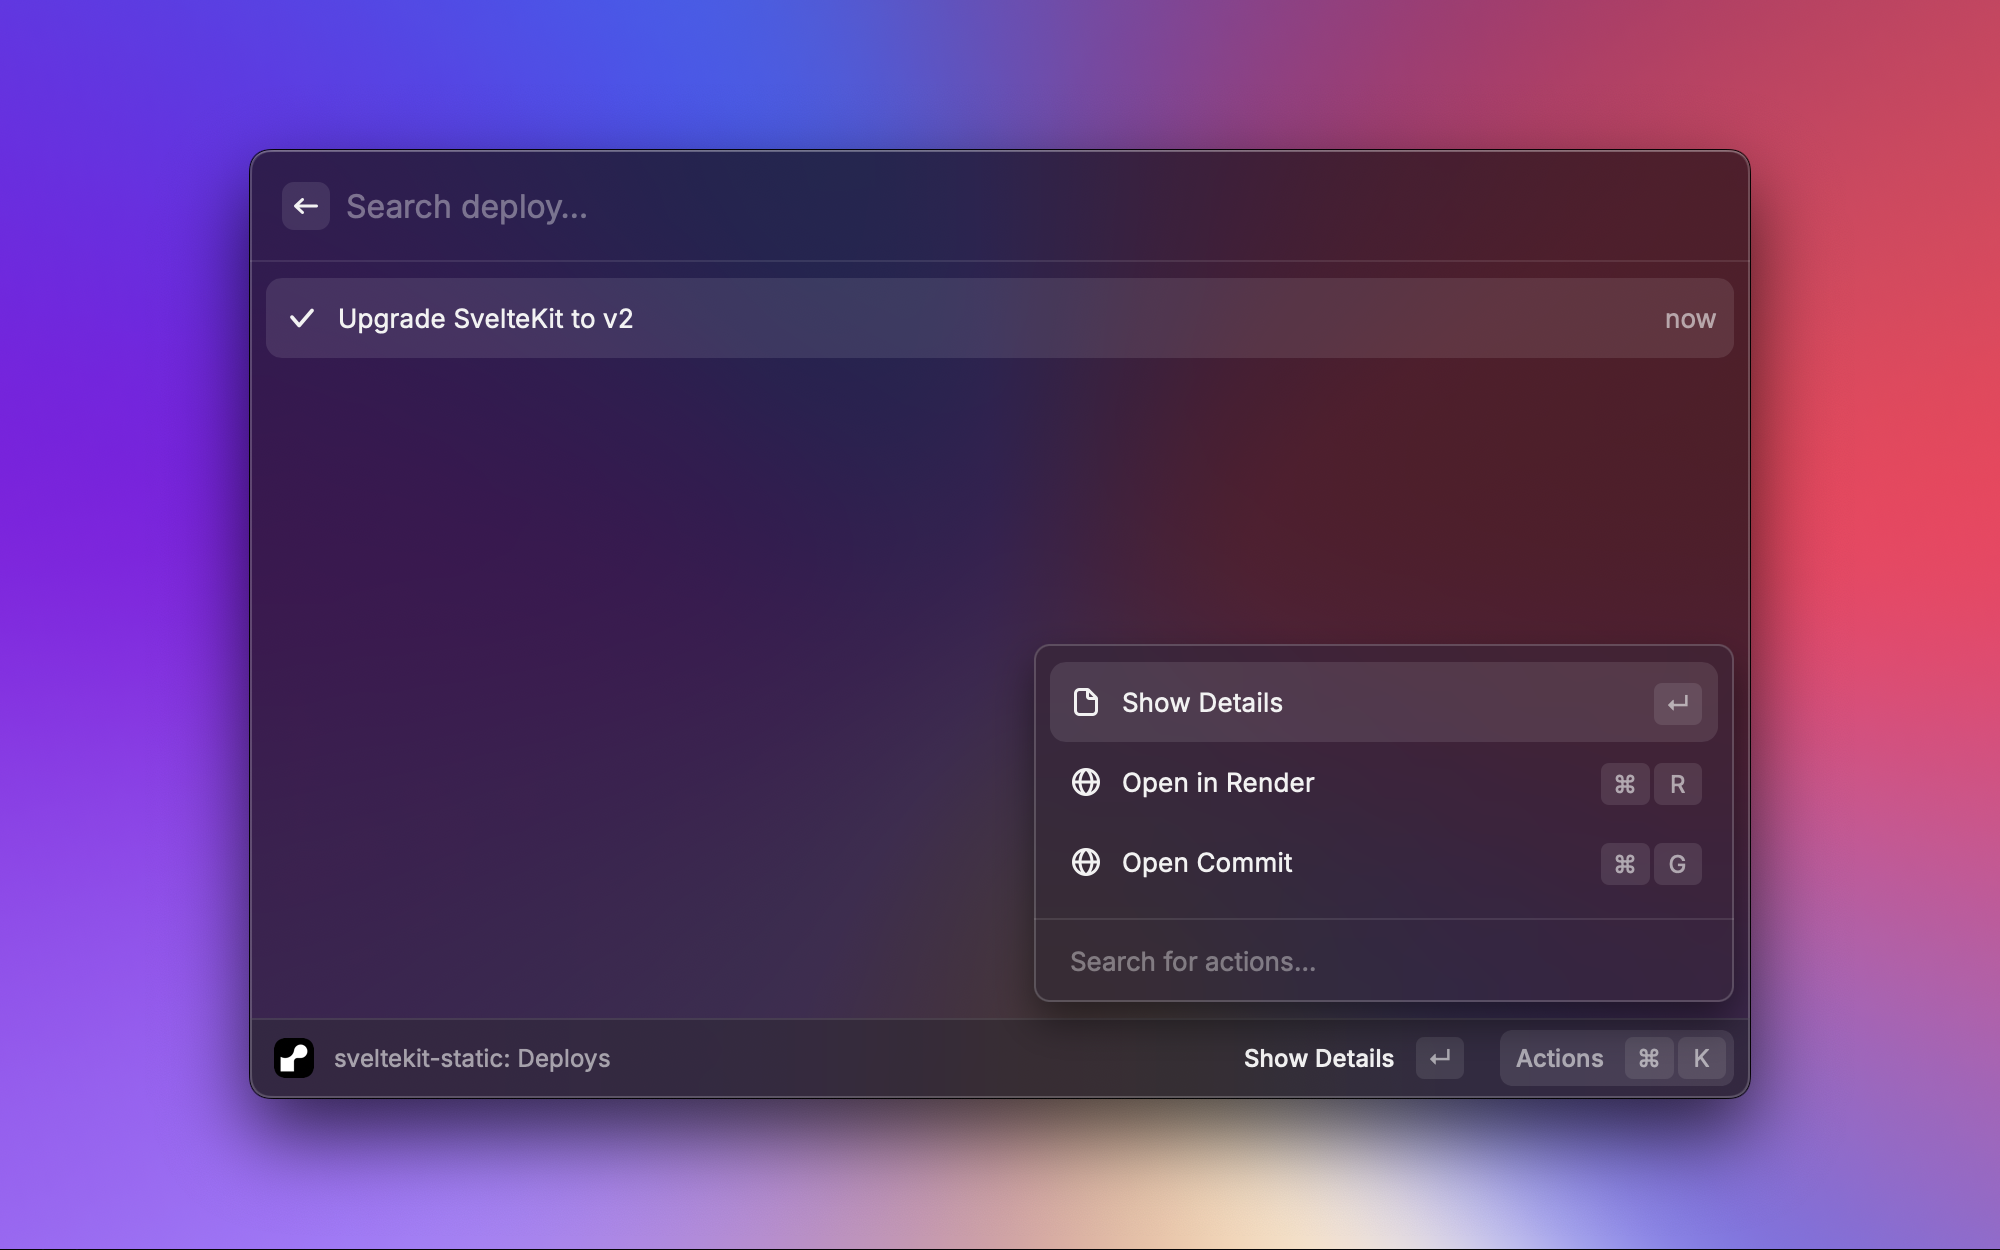 Search deploy...
Upgrade SvelteKit to v2 now
Show Details ↵
Open in Render ⌘ R
Open Commit ⌘ G
Search for actions...
sveltekit-static: Deploys Show Details ↵ Actions ⌘ K